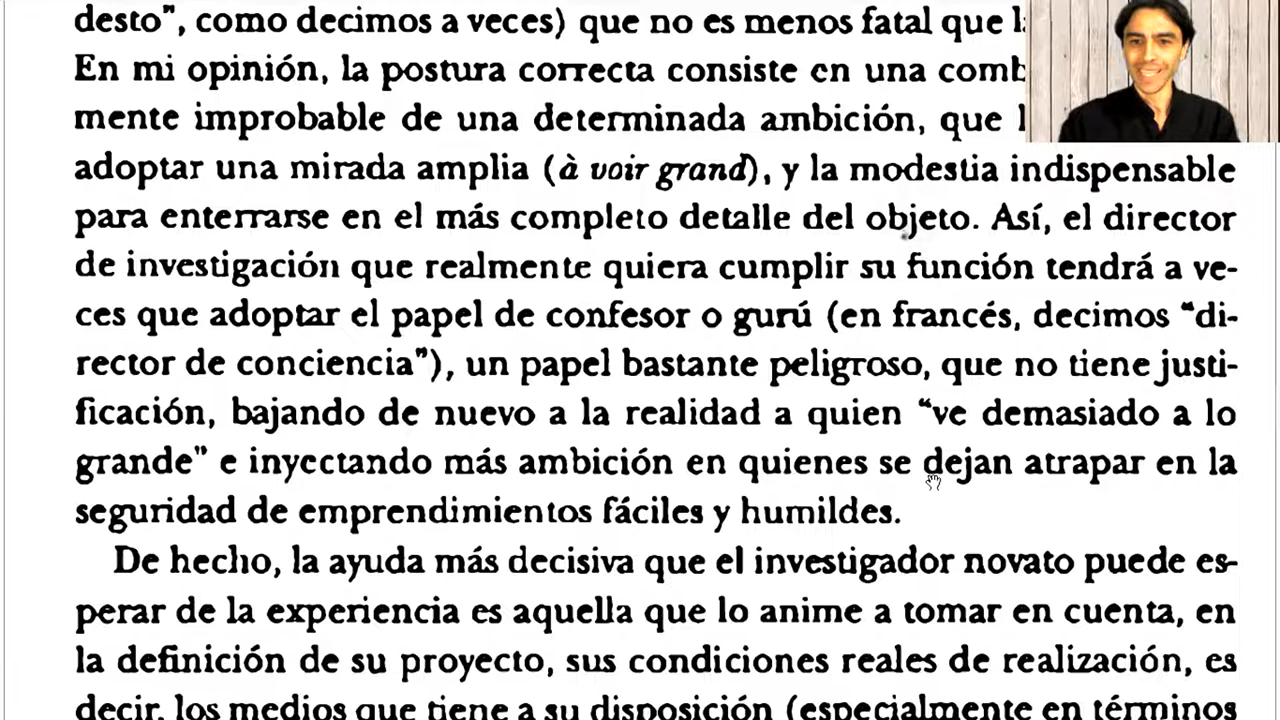 desto", como decimos a veces) que no es menos fatal que
En mi opinión, la postura correcta consiste en una
mente improbable de una determinada ambición, que
adoptar una mirada amplia (à voir grand), y la modestia indispensable
para enterrarse en el más completo detalle del objeto. Así, el director
de investigación que realmente quiera cumplir su función tendrá a ve-
ces que adoptar el papel de confesor o gurú (en francés, decimos "di-
rector de conciencia"), un papel bastante peligroso, que no tiene justi-
ficación, bajando de nuevo a la realidad a quien "ve demasiado a lo
grande" e inyectando más ambición en quienes se dejan atrapar en la
seguridad de emprendimientos fáciles y humildes.
De hecho, la ayuda más decisiva que el investigador novato puede es-
perar de la experiencia es aquella que lo anime a tomar en cuenta, en
la definición de su proyecto, sus condiciones reales de realización, es
decir, los medios que tiene a su disposición (especialmente en términos